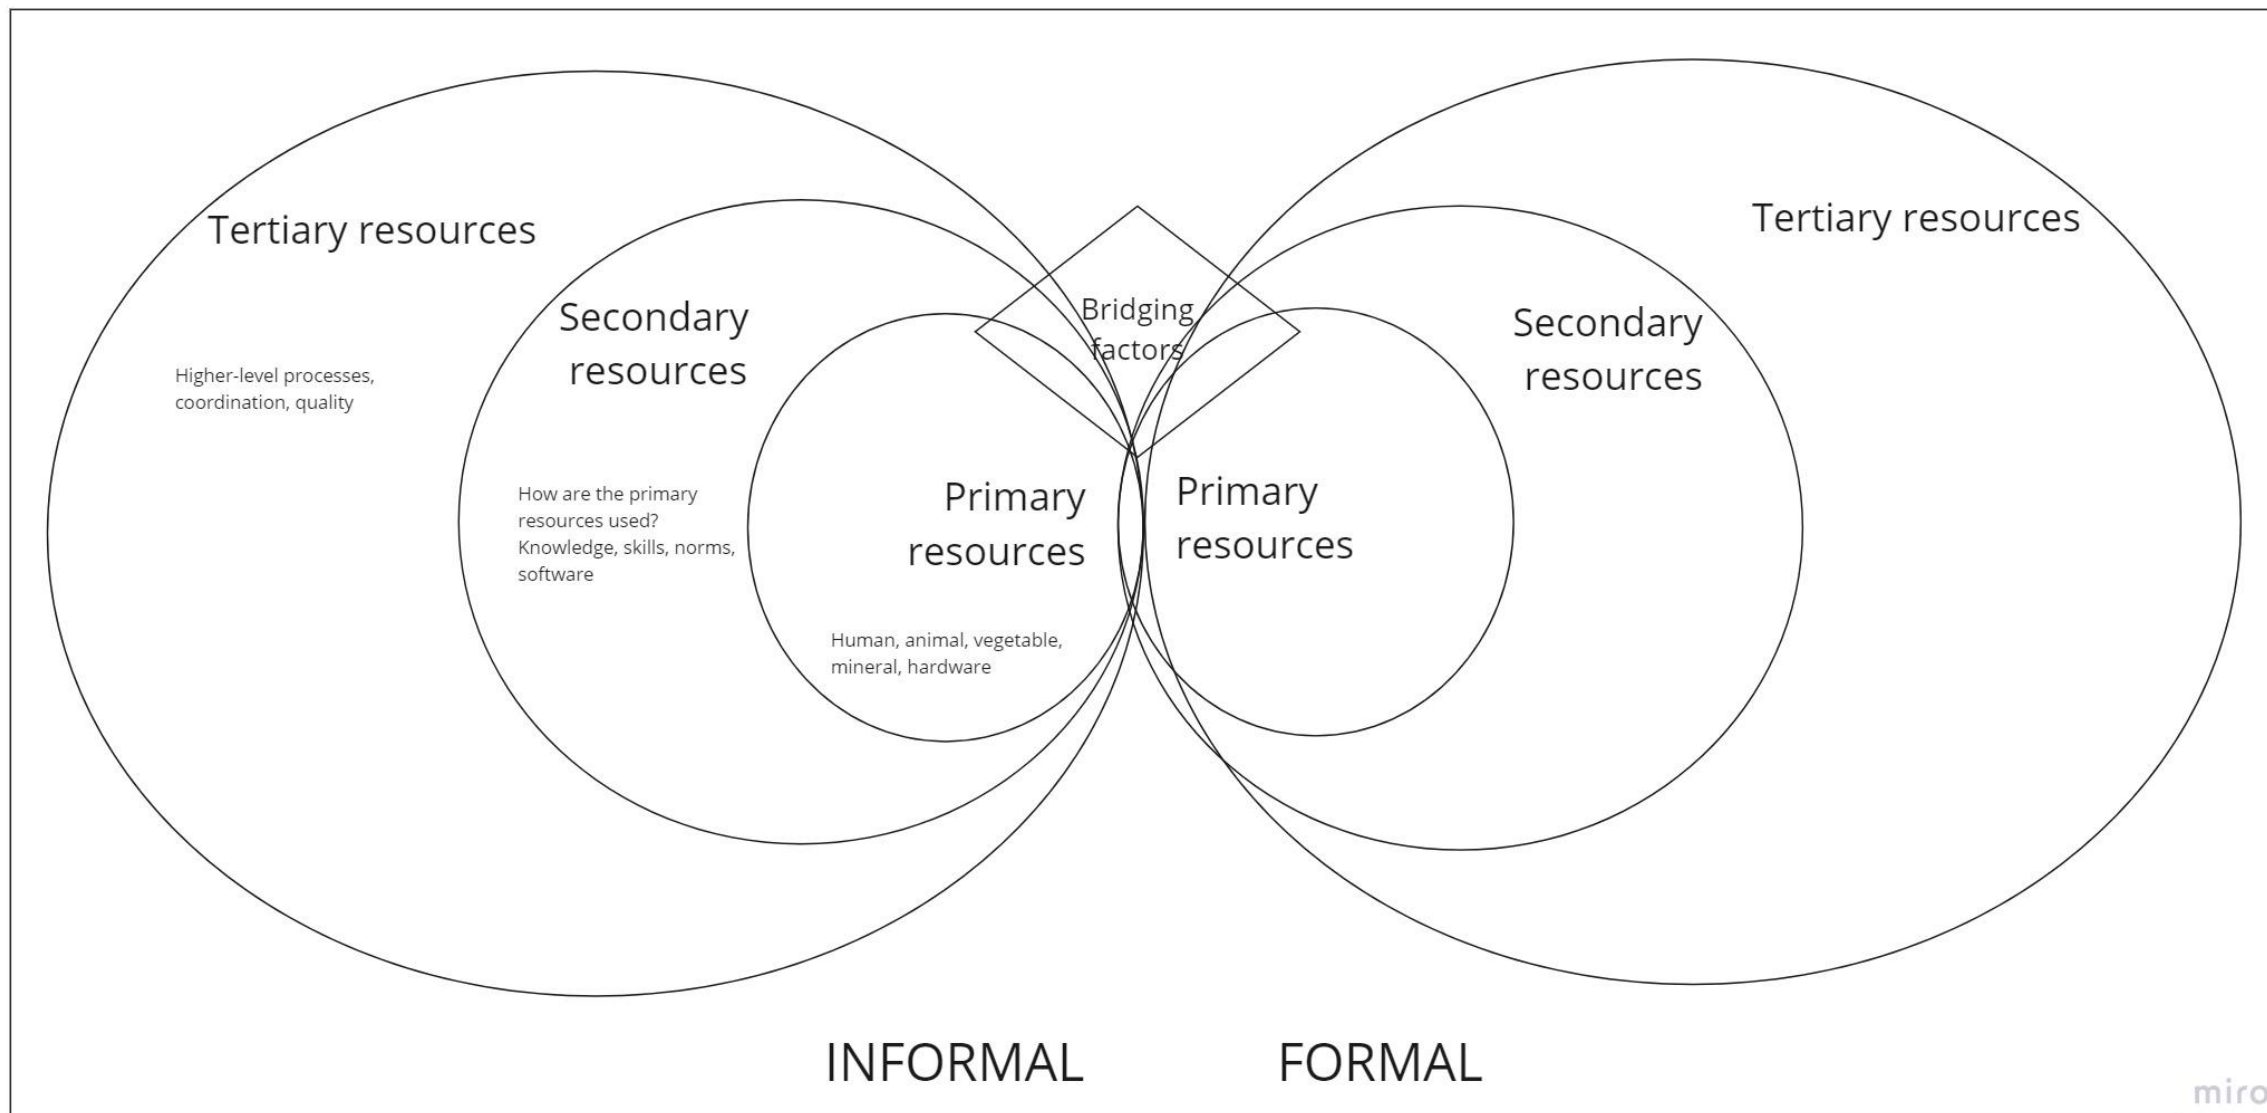 Tertiary resources
Higher-level processes,
coordination, quality
Secondary
resources
How are the primary
resources used?
Knowledge, skills, norms,
software
Primary
resources
Human, animal, vegetable,
mineral, hardware
Bridging
factors
Primary
resources
Secondary
resources
Tertiary resources
INFORMAL
FORMAL
miro